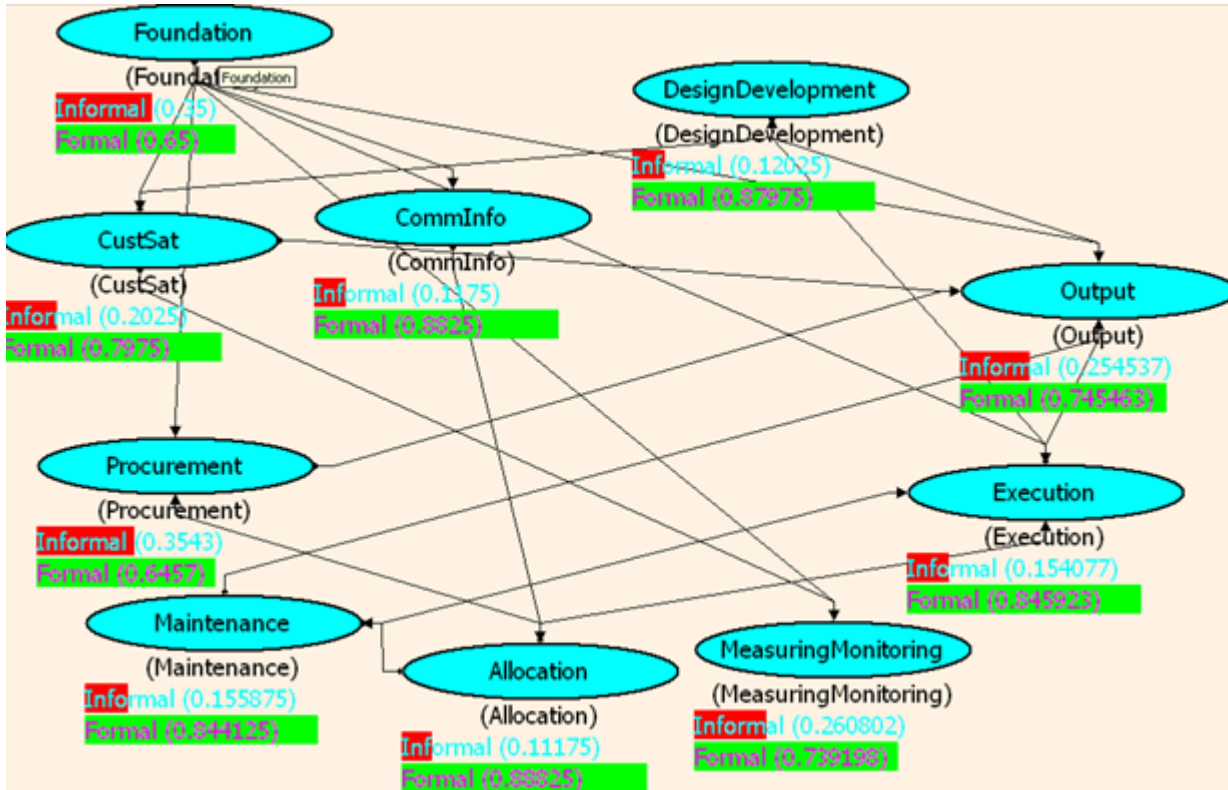 Foundation
(Foundat
Foundation
Informal (0.35)
Formal (0.65)
DesignDevelopment
(DesignDevelopment)
Informal (0.12025)
Formal (0.87975)
CustSat
(CustSat)
Informal (0.2025)
Formal (0.7975)
CommInfo
(CommInfo)
Informal (0.1175)
Formal (0.8825)
Output
(Output)
Informal (0.254537)
Formal (0.745463)
Procurement
(Procurement)
Informal (0.3543)
Formal (0.6457)
Execution
(Execution)
Informal (0.154077)
Formal (0.845923)
Maintenance
(Maintenance)
Informal (0.155875)
Formal (0.844125)
Allocation
(Allocation)
Informal (0.11175)
Formal (0.88825)
MeasuringMonitoring
(MeasuringMonitoring)
Informal (0.260802)
Formal (0.739198)